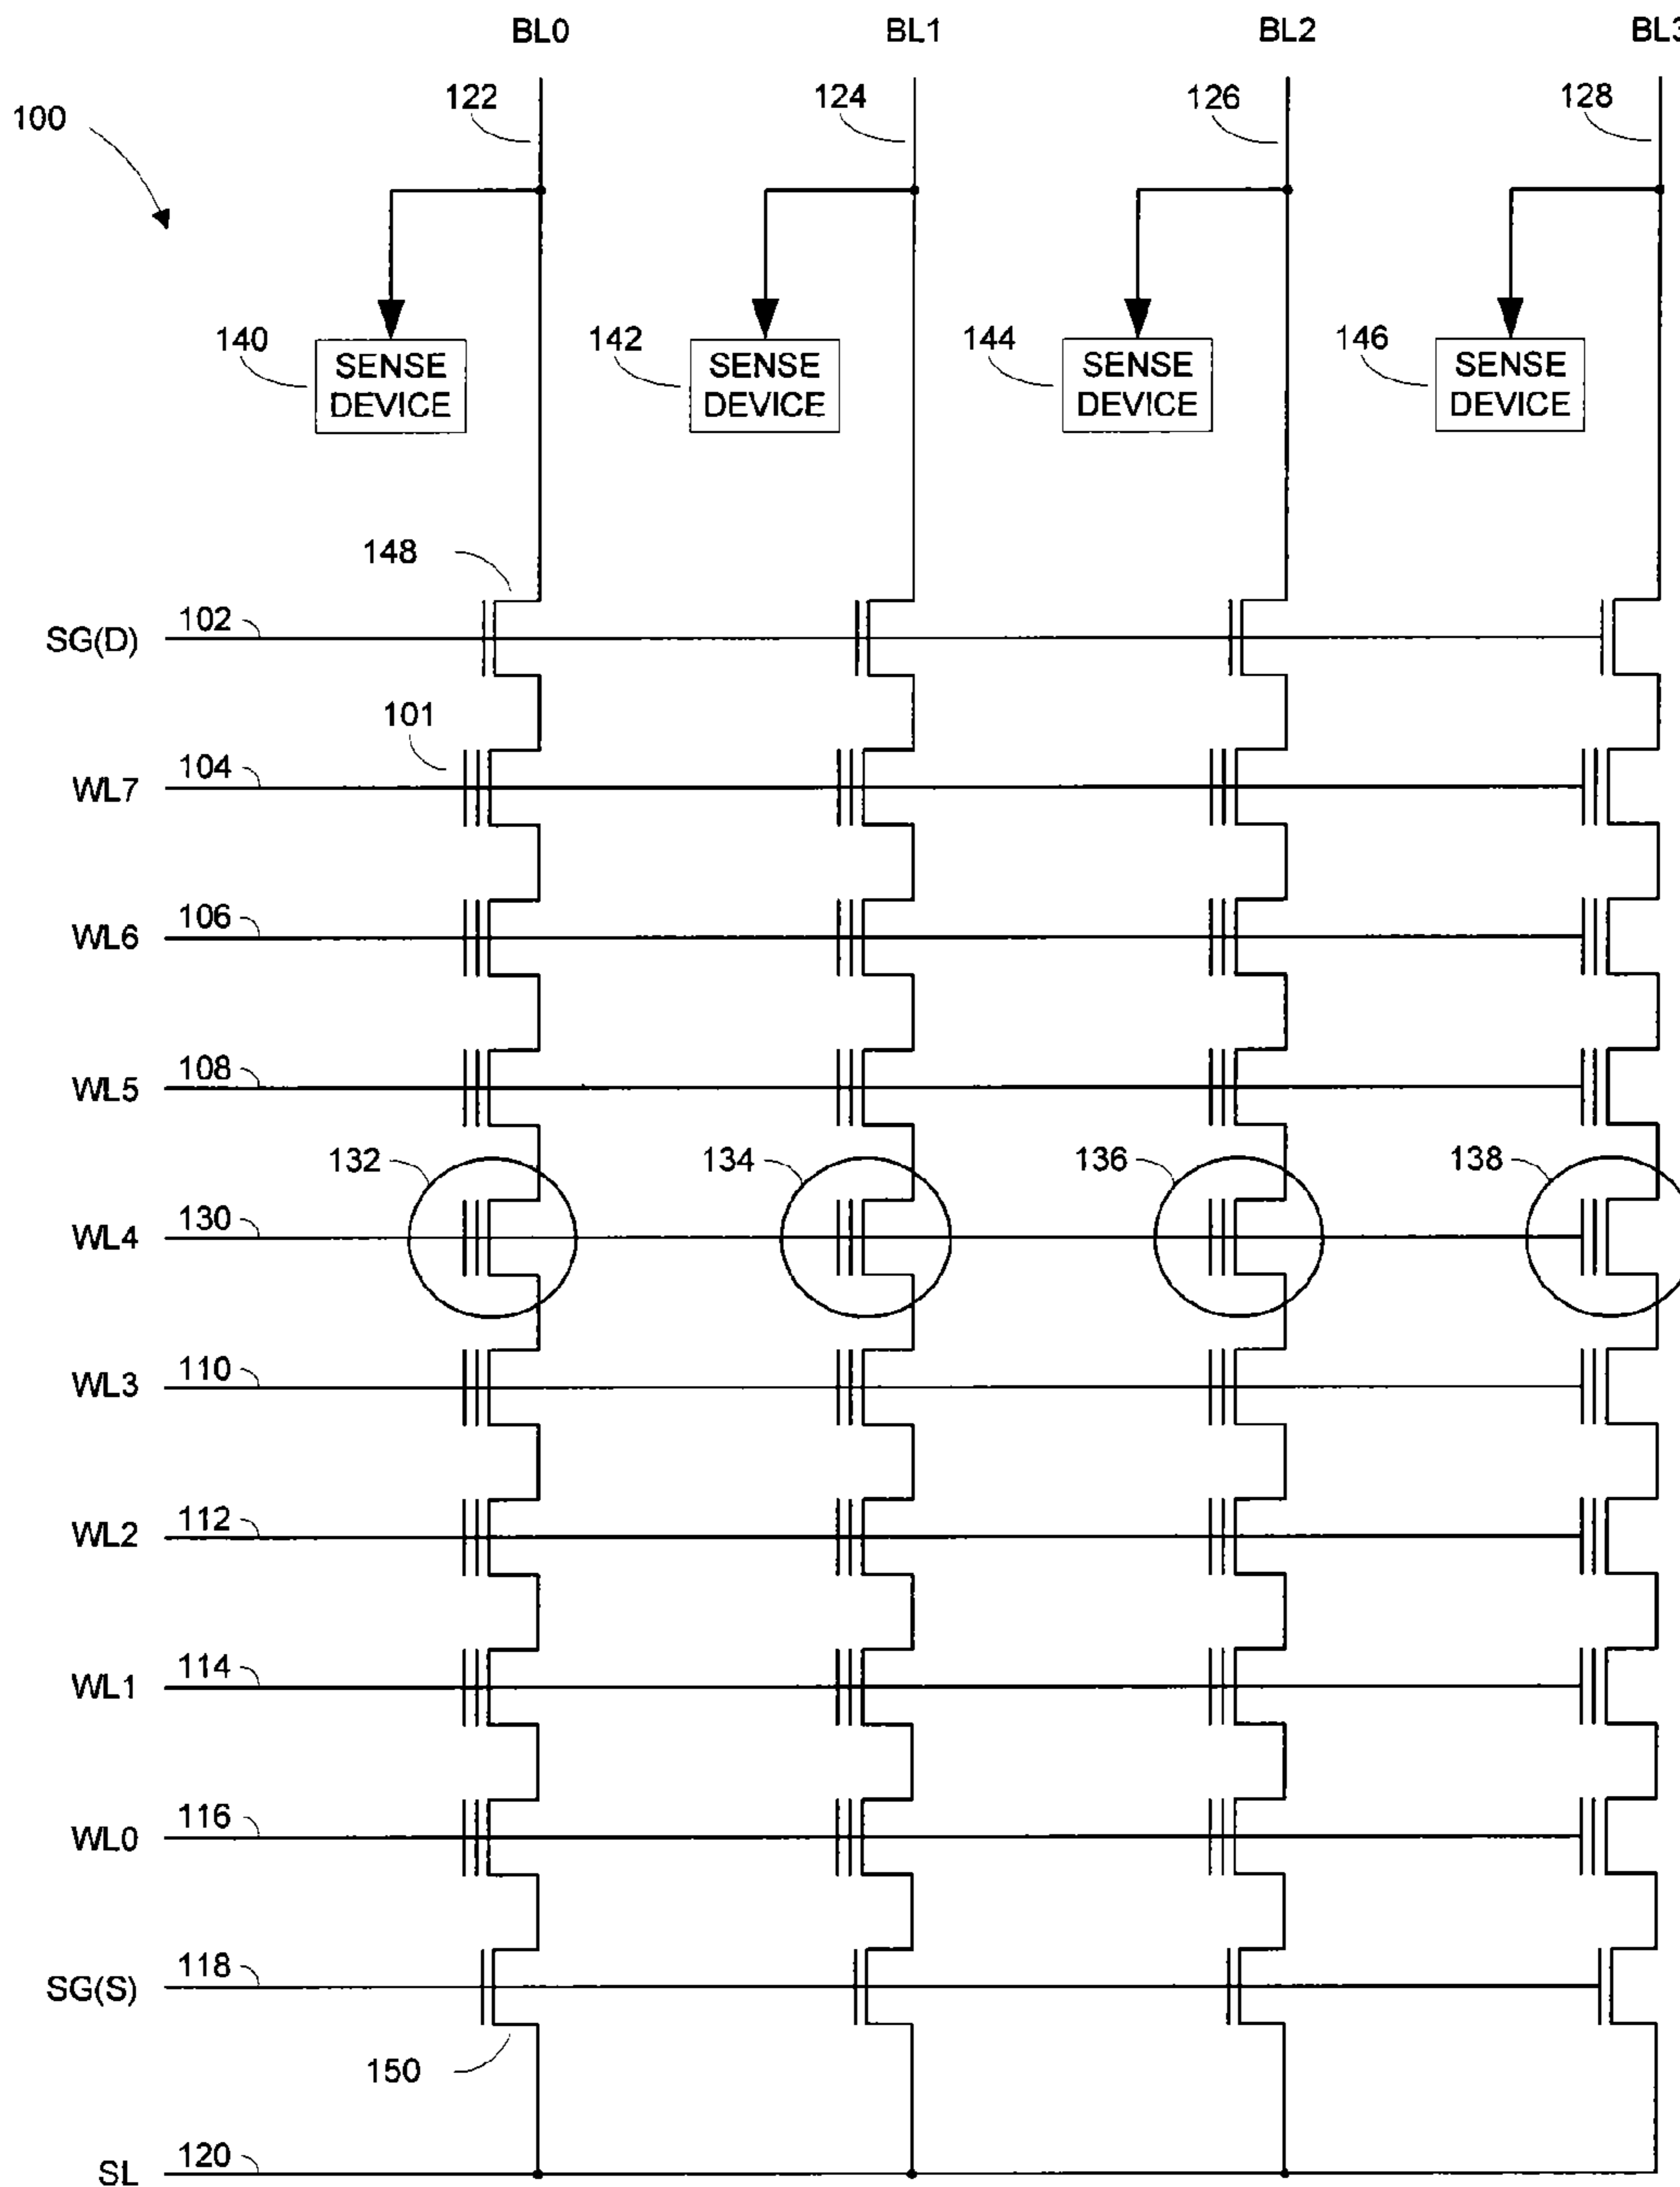 BL0 BL1 BL2 BL3
122 124 126 128
100
140 142 144 146
SENSE DEVICE SENSE DEVICE SENSE DEVICE SENSE DEVICE
148
SG(D) 102
101
WL7 104
WL6 106
WL5 108
132 134 136 138
WL4 130
WL3 110
WL2 112
WL1 114
WL0 116
SG(S) 118
150
SL 120